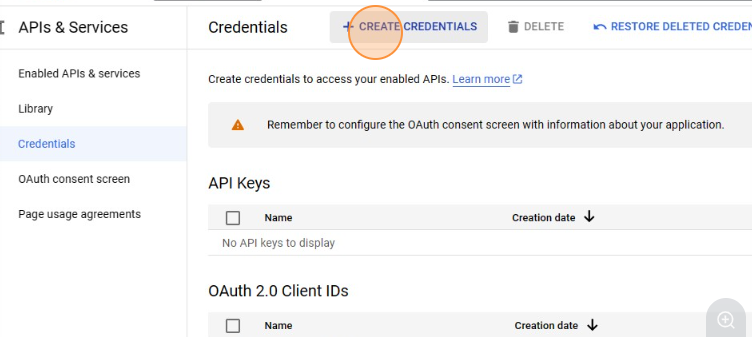 APIs & Services
Credentials
CREATE CREDENTIALS
DELETE
RESTORE DELETED
Enabled APIs & services
Library
Credentials
OAuth consent screen
Page usage agreements
Create credentials to access your enabled APIs. Learn more
Remember to configure the OAuth consent screen with information about your application.
API Keys
Name Creation date
No API keys to display
OAuth 2.0 Client IDs
Name Creation date